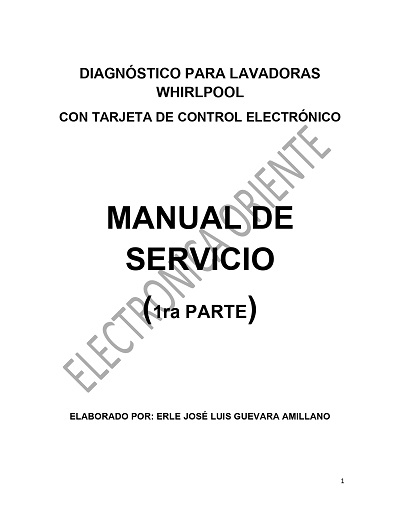 DIAGNÓSTICO PARA LAVADORAS
WHIRLPOOL
CON TARJETA DE CONTROL ELECTRÓNICO
MANUAL DE
SERVICIO
(1ra PARTE)
ELECTRONICA ORIENTE
ELABORADO POR: ERLE JOSÉ LUIS GUEVARA AMILLANO
1